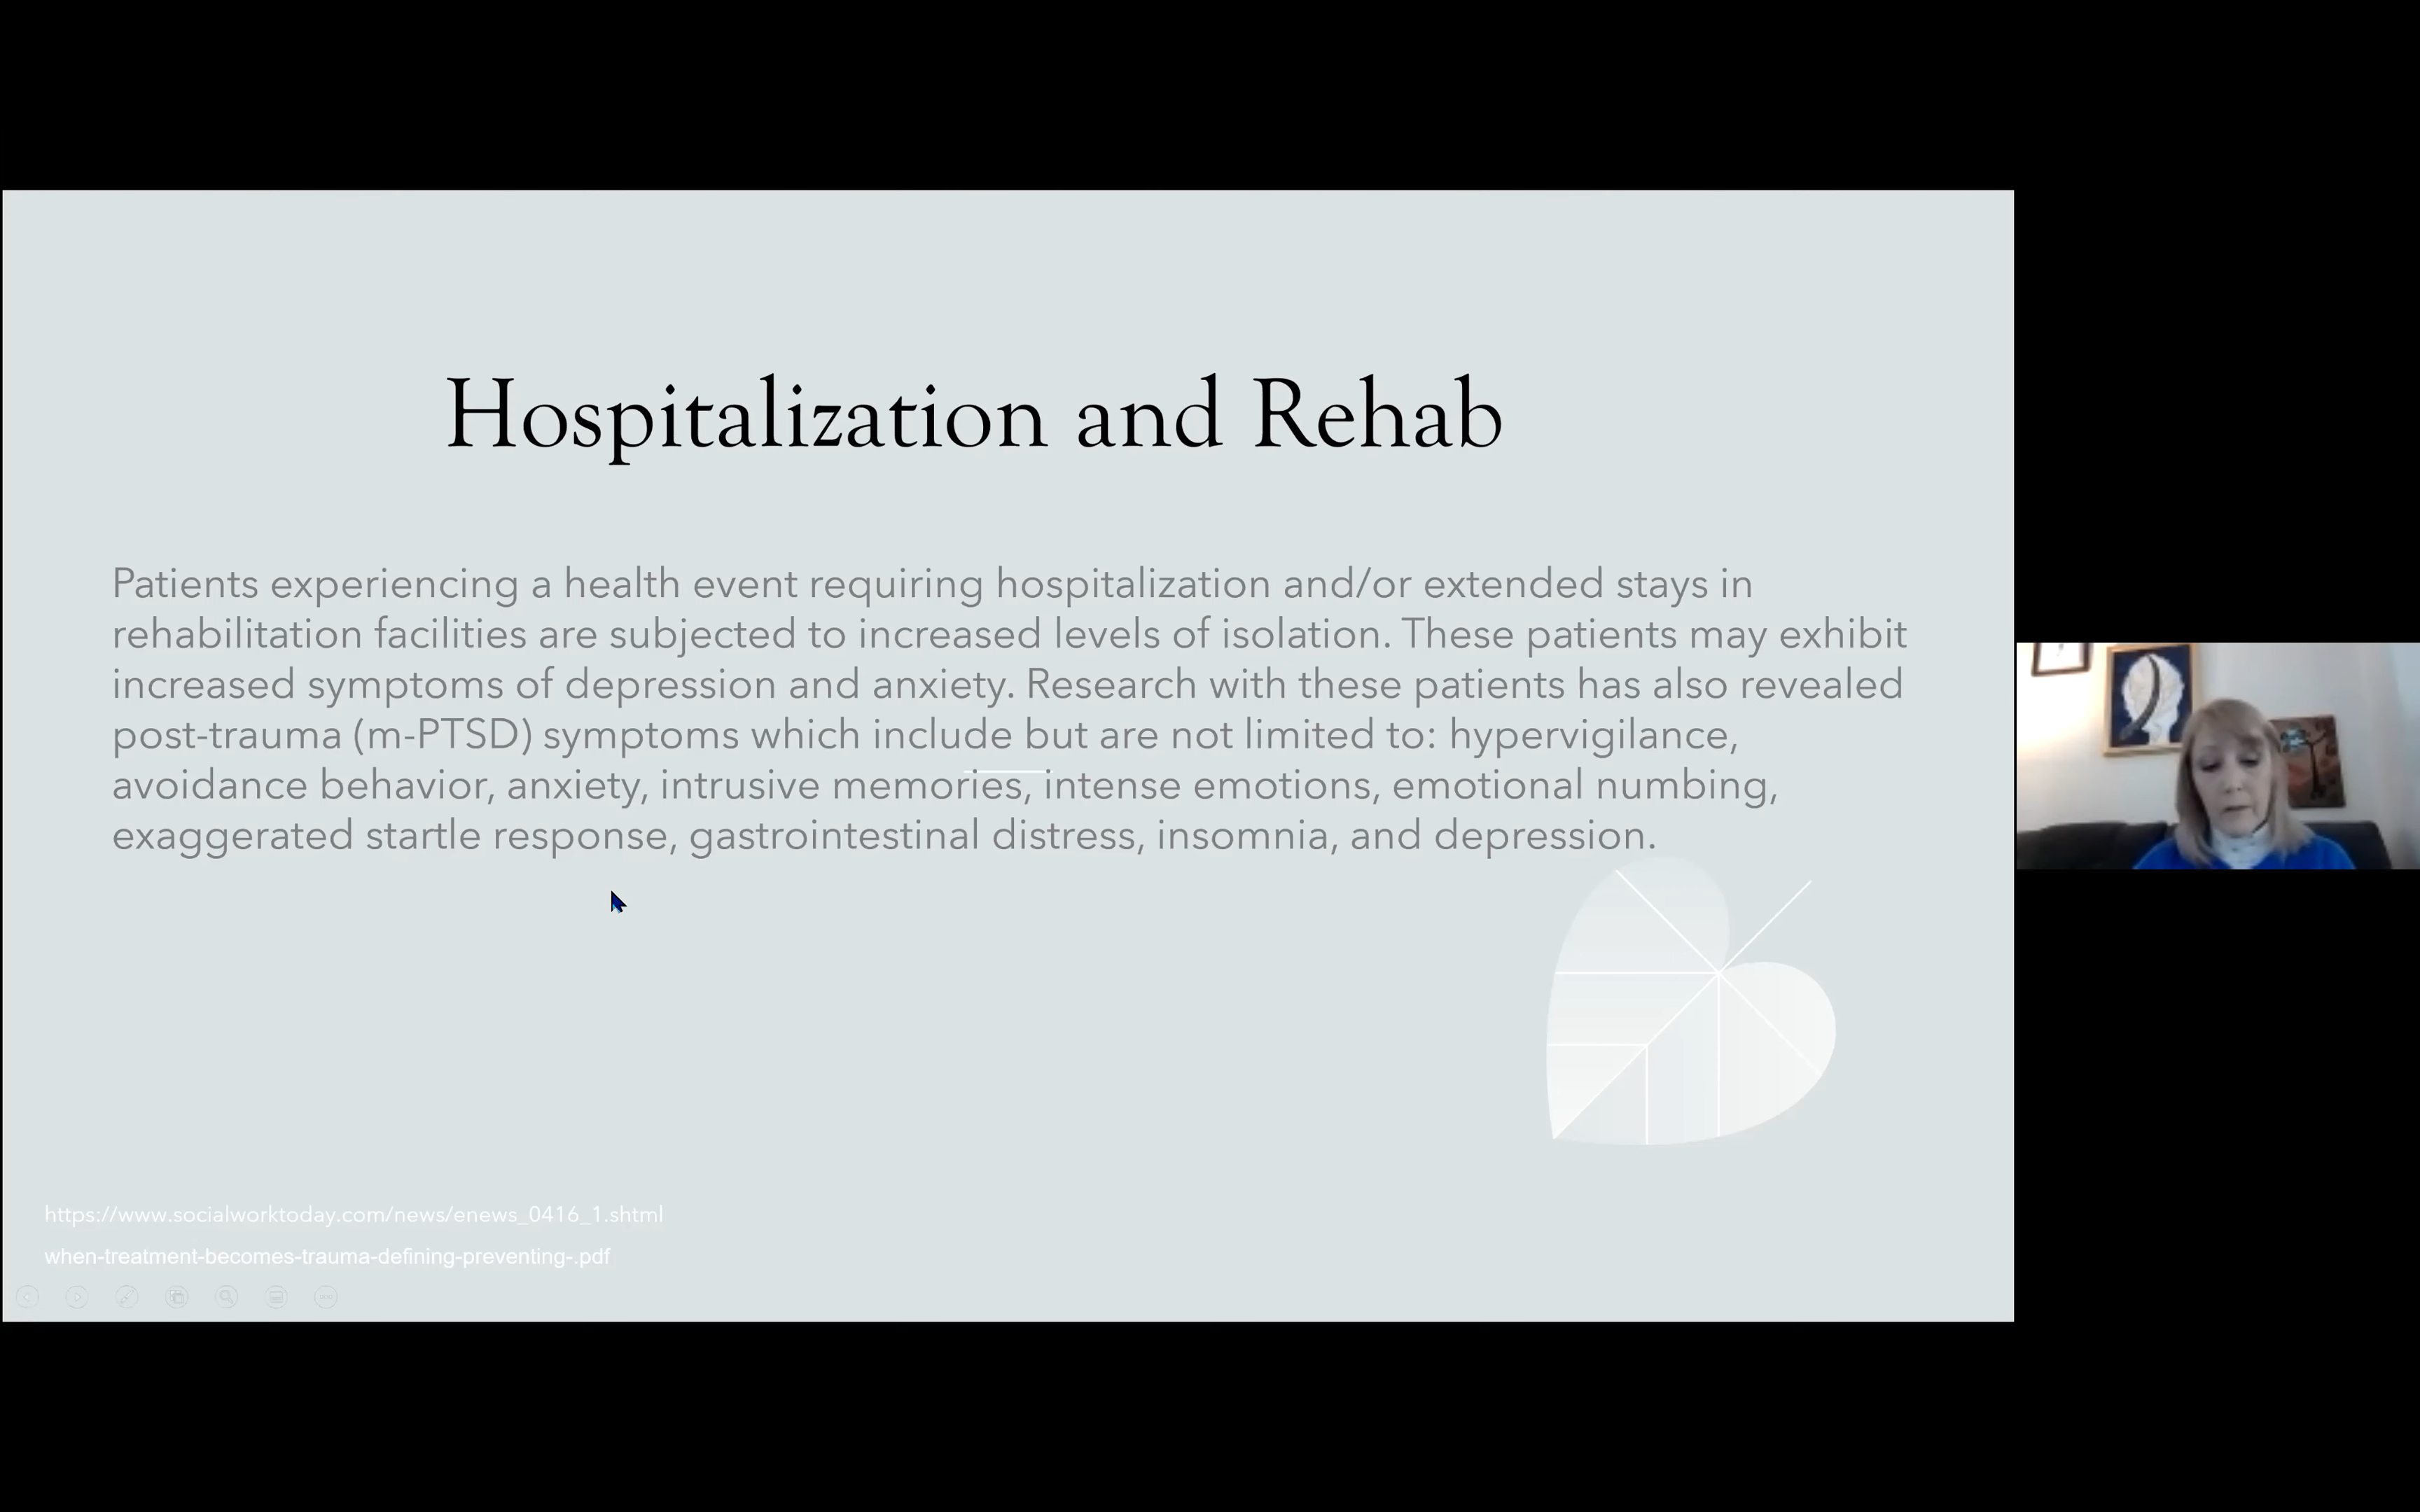 Hospitalization and Rehab
Patients experiencing a health event requiring hospitalization and/or extended stays in
rehabilitation facilities are subjected to increased levels of isolation. These patients may exhibit
increased symptoms of depression and anxiety. Research with these patients has also revealed
post-trauma (m-PTSD) symptoms which include but are not limited to: hypervigilance,
avoidance behavior, anxiety, intrusive memories, intense emotions, emotional numbing,
exaggerated startle response, gastrointestinal distress, insomnia, and depression.
https://www.socialworktoday.com/news/enews_0416_1.shtml
when-treatment-becomes-trauma-defining-preventing-.pdf